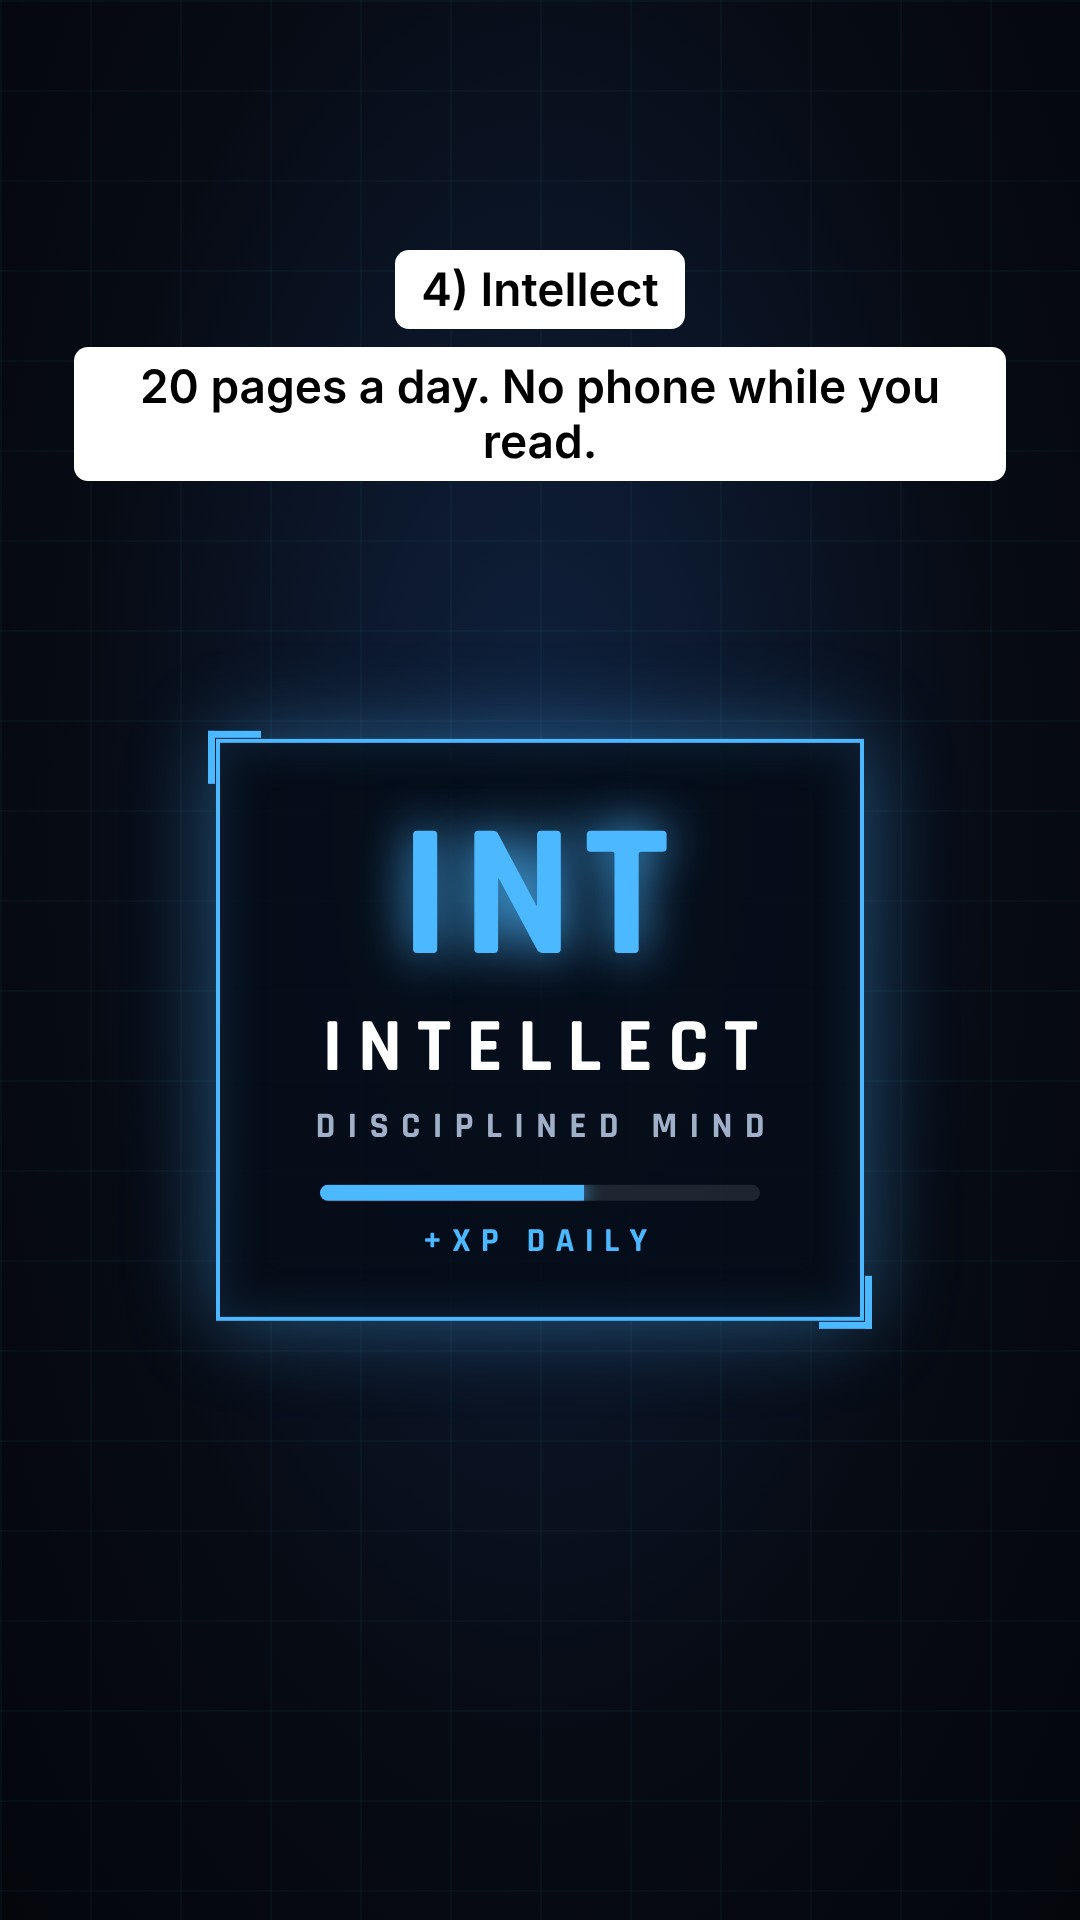 4) Intellect
20 pages a day. No phone while you
read.
INT
INTELLECT
DISCIPLINED MIND
+XP DAILY